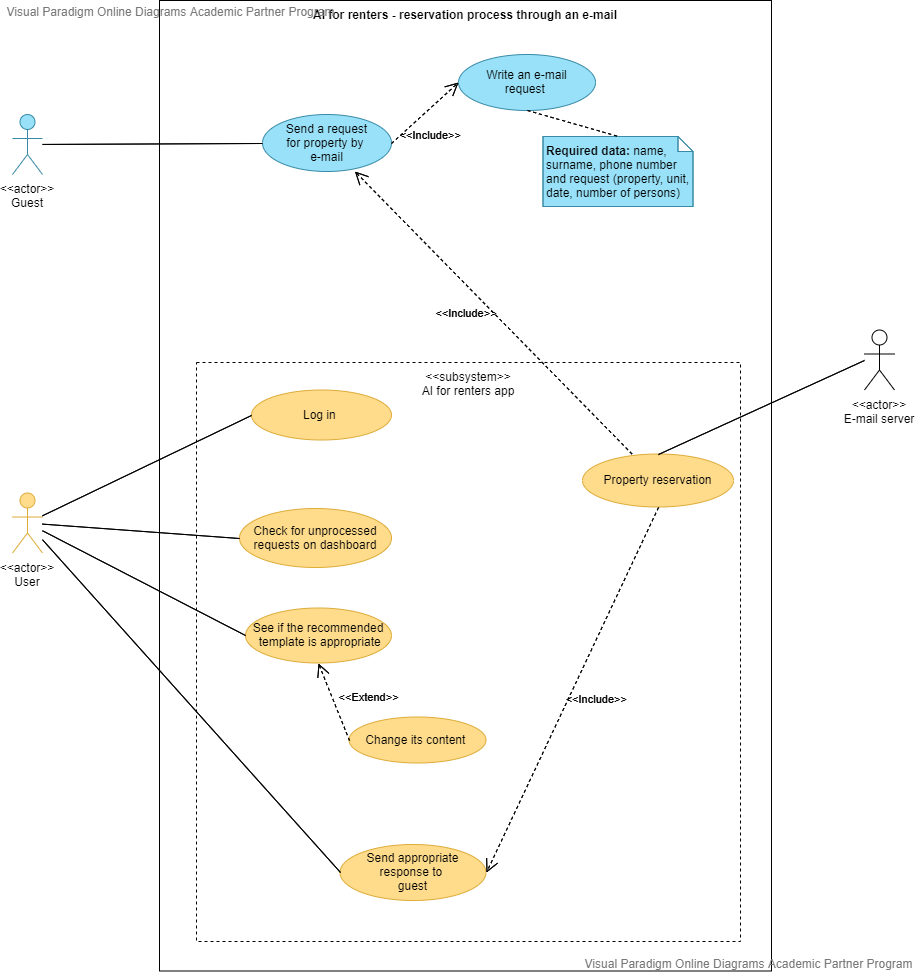 Visual Paradigm Online Diagrams Academic Partner Program
AI for renters - reservation process through an e-mail
Write an e-mail
request
Send a request
for property by
e-mail
<<Include>>
Required data: name,
surname, phone number
and request (property, unit,
date, number of persons)
<<actor>>
Guest
<<Include>>
<<subsystem>>
AI for renters app
<<actor>>
E-mail server
Log in
Property reservation
Check for unprocessed
requests on dashboard
<<actor>>
User
See if the recommended
template is appropriate
<<Extend>>
<<Include>>
Change its content
Send appropriate
response to
guest
Visual Paradigm Online Diagrams Academic Partner Program